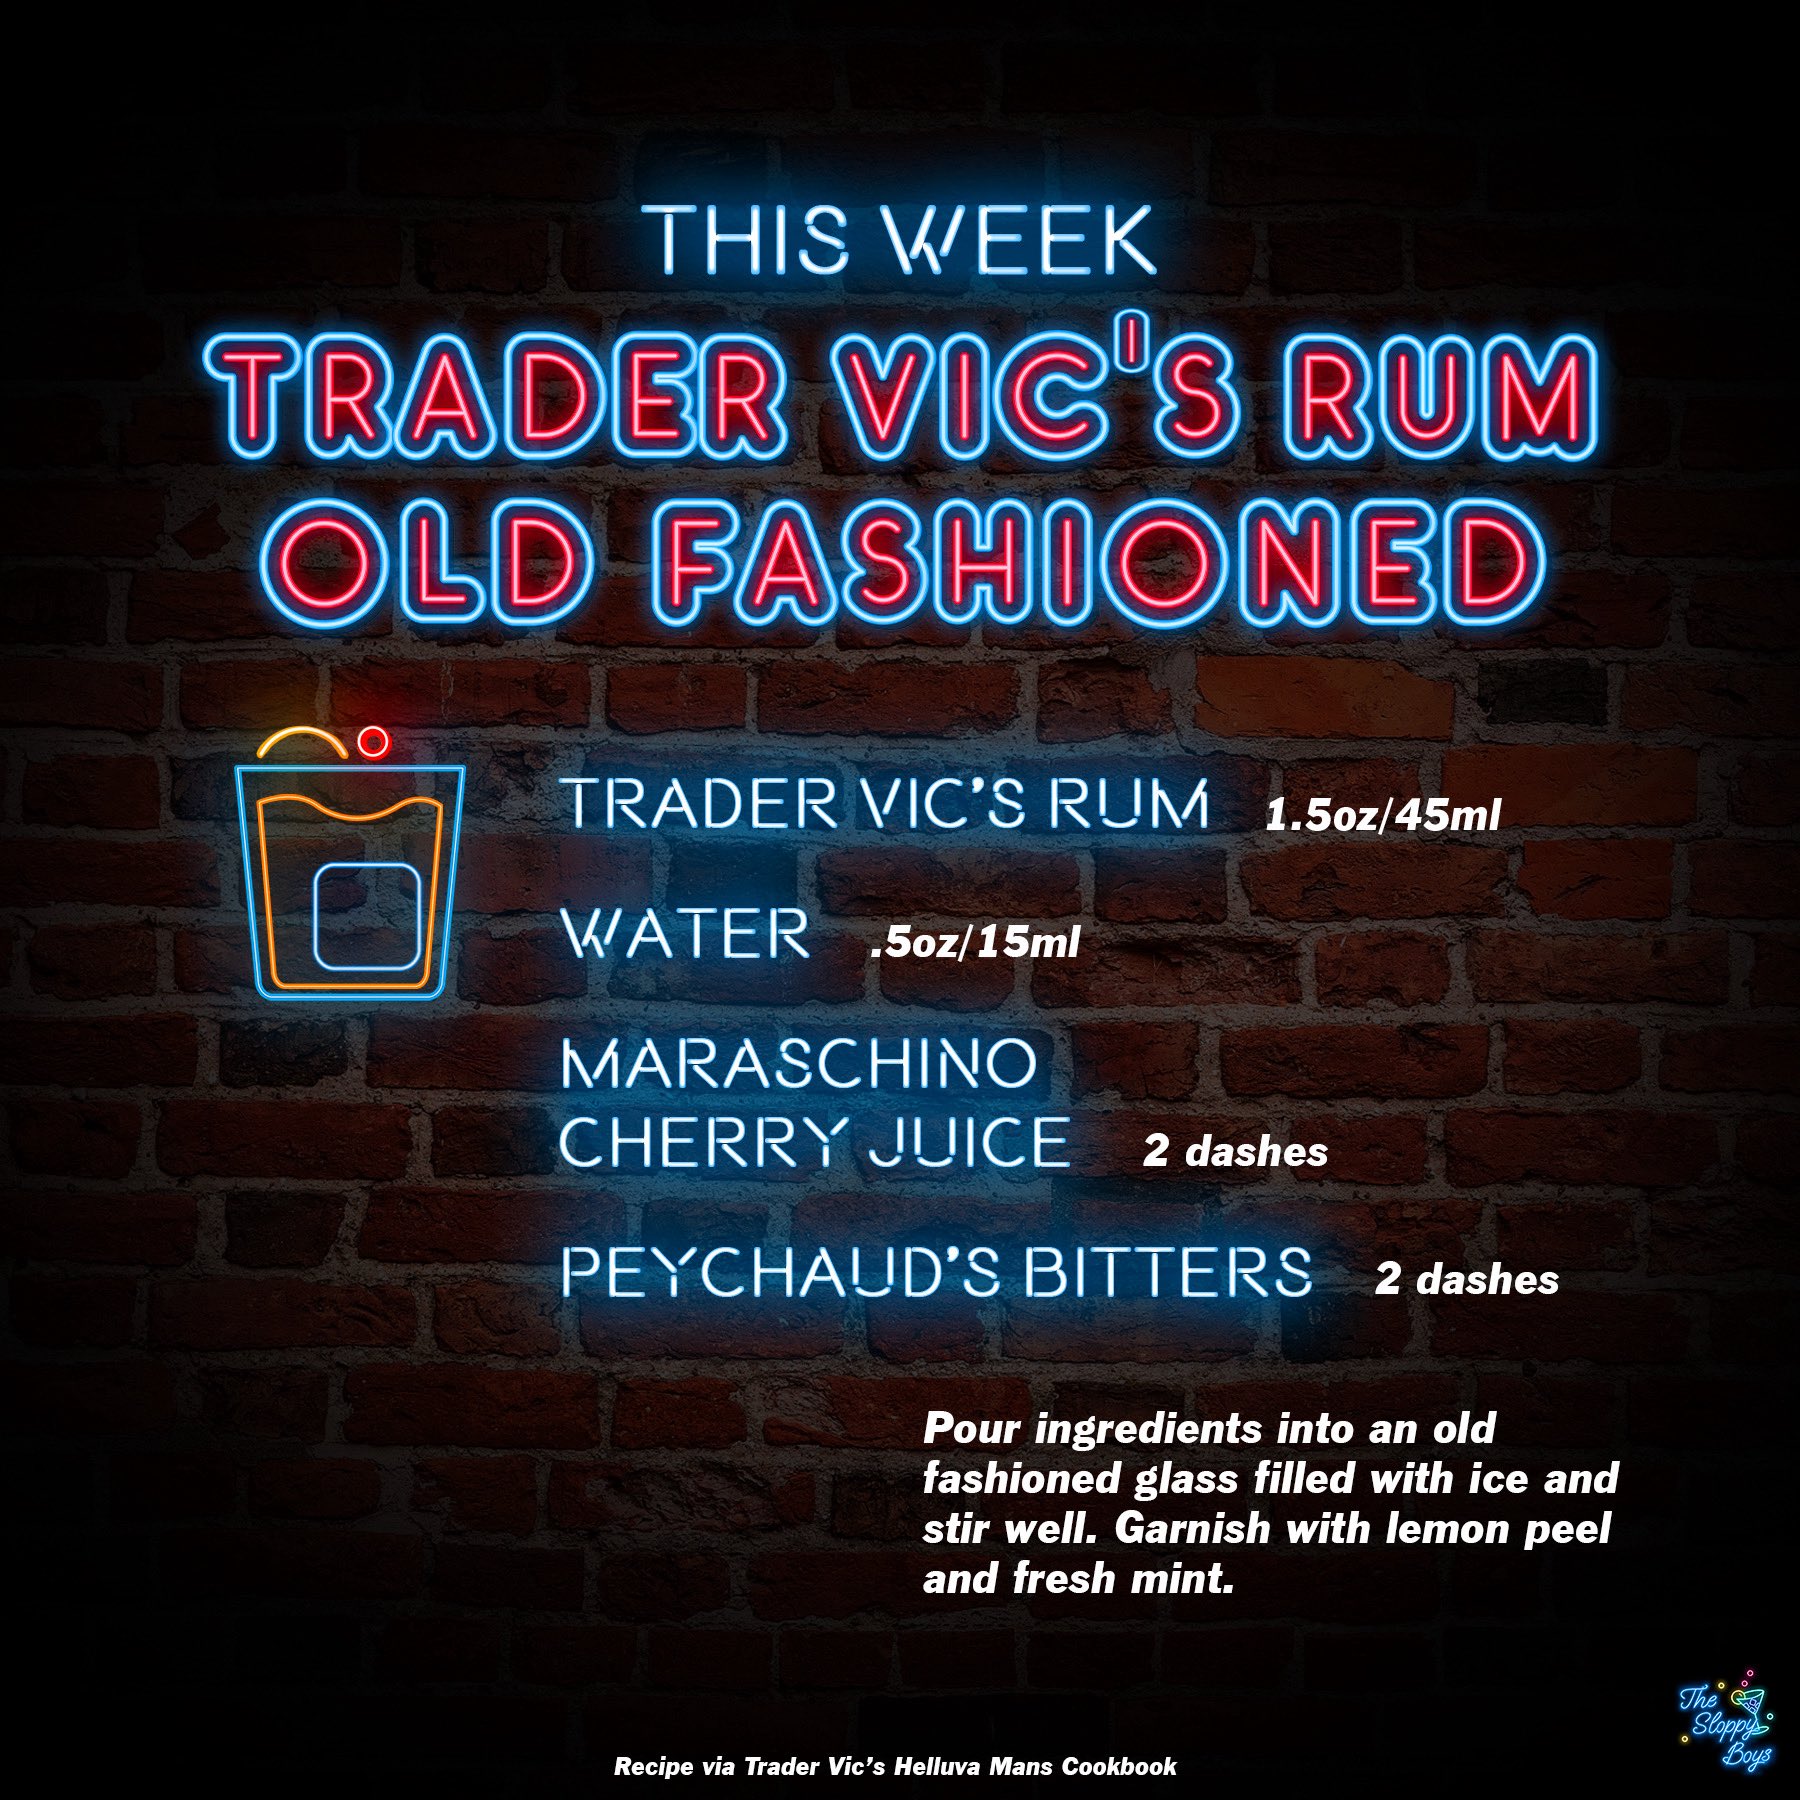 THIS WEEK
TRADER VIC'S RUM
OLD FASHIONED
TRADER VIC'S RUM 1.5oz/45ml
WATER .5oz/15ml
MARASCHINO
CHERRY JUICE 2 dashes
PEYCHAUD'S BITTERS 2 dashes
Pour ingredients into an old
fashioned glass filled with ice and
stir well. Garnish with lemon peel
and fresh mint.
The
Sloppy
Boys
Recipe via Trader Vic's Helluva Mans Cookbook